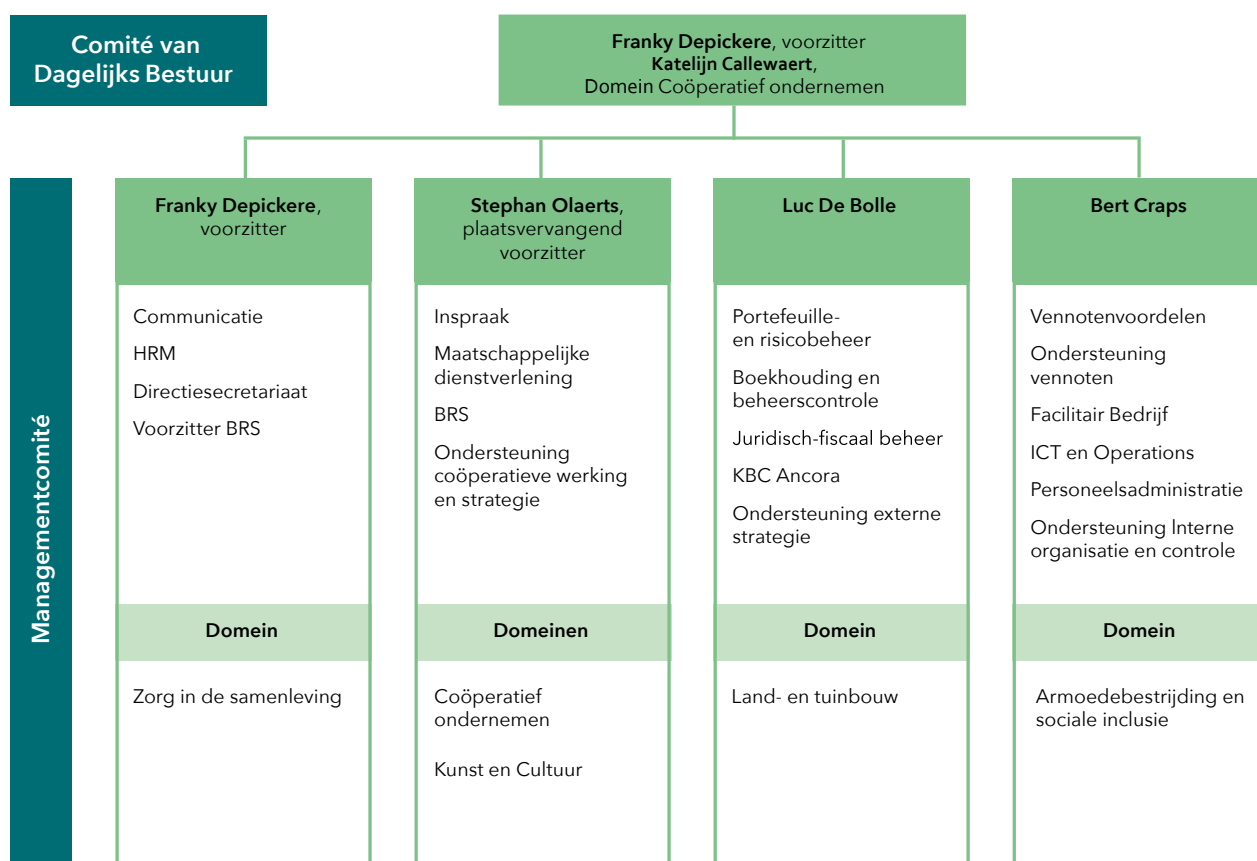 Comité van
Dagelijks Bestuur
Franky Depickere, voorzitter
Katelijn Callewaert,
Domein Coöperatief ondernemen
Managementcomité
Franky Depickere,
voorzitter
Communicatie
HRM
Directiesecretariaat
Voorzitter BRS
Domein
Zorg in de samenleving
Stephan Olaerts,
plaatsvervangend
voorzitter
Inspraak
Maatschappelijke
dienstverlening
BRS
Ondersteuning
coöperatieve werking
en strategie
Domeinen
Coöperatief
ondernemen
Kunst en Cultuur
Luc De Bolle
Portefeuille-
en risicobeheer
Boekhouding en
beheerscontrole
Juridisch-fiscaal beheer
KBC Ancora
Ondersteuning externe
strategie
Domein
Land- en tuinbouw
Bert Craps
Vennotenvoordelen
Ondersteuning
vennoten
Facilitair Bedrijf
ICT en Operations
Personeelsadministratie
Ondersteuning Interne
organisatie en controle
Domein
Armoedebestrijding en
sociale inclusie